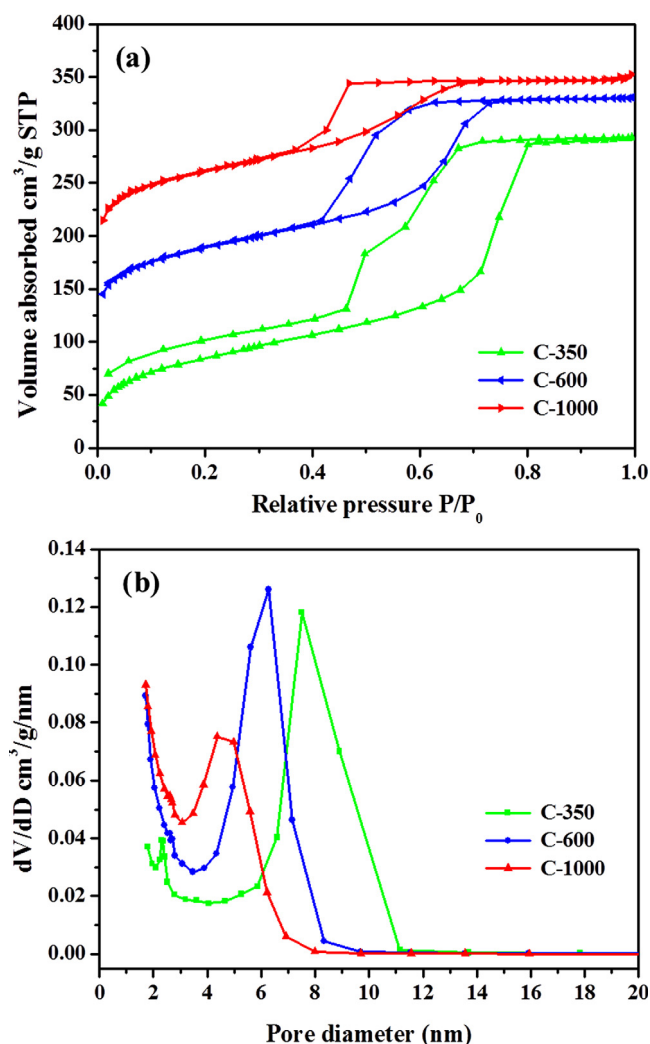 (a)
Volume absorbed cm³/g STP
400
350
300
250
200
150
100
50
0
C-350
C-600
C-1000
0.0 0.2 0.4 0.6 0.8 1.0
Relative pressure P/P₀
(b)
dV/dD cm³/g/nm
0.14
0.12
0.10
0.08
0.06
0.04
0.02
0.00
C-350
C-600
C-1000
0 2 4 6 8 10 12 14 16 18 20
Pore diameter (nm)